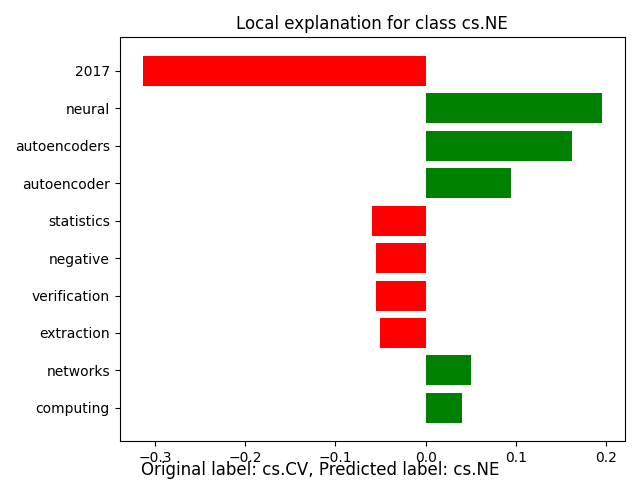 Local explanation for class cs.NE
2017
neural
autoencoders
autoencoder
statistics
negative
verification
extraction
networks
computing
−0.3 −0.2 −0.1 0.0 0.1 0.2
Original label: cs.CV, Predicted label: cs.NE